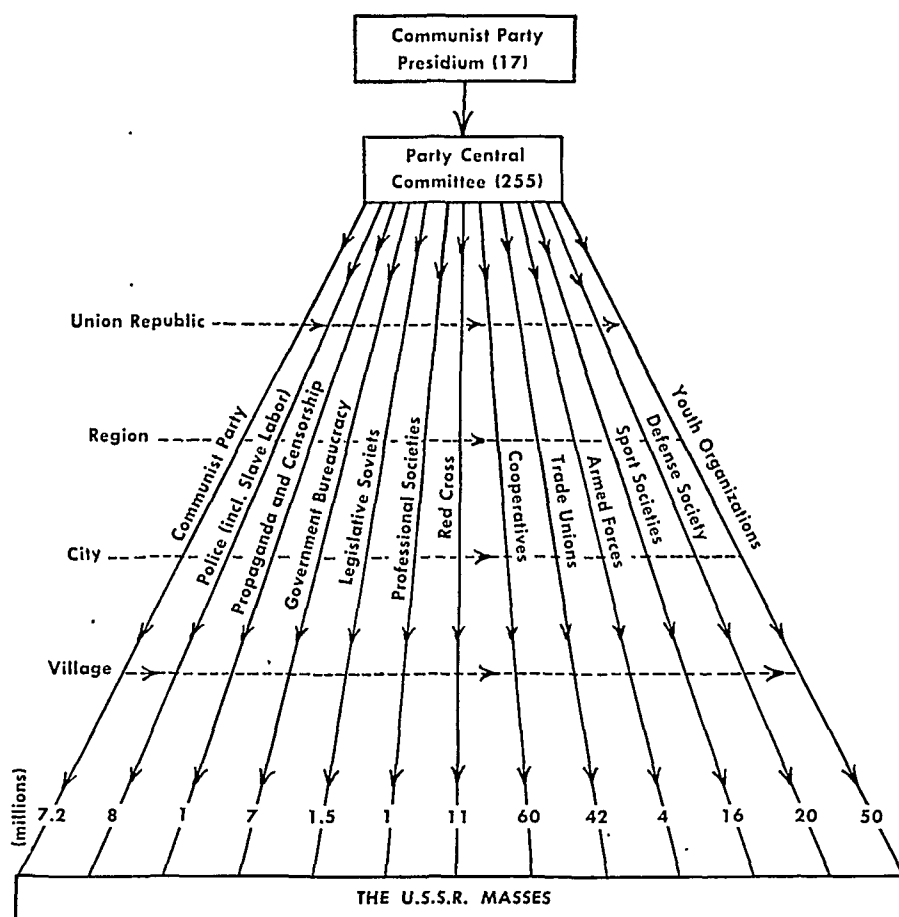 Communist Party
Presidium (17)
Party Central
Committee (255)
Union Republic
Region
City
Village
Communist Party
Police (incl. Slave Labor)
Propaganda and Censorship
Government Bureaucracy
Legislative Soviets
Professional Societies
Red Cross
Cooperatives
Trade Unions
Armed Forces
Sport Societies
Defense Society
Youth Organizations
(millions)
7.2 8 1 7 1.5 1 11 60 42 4 16 20 50
THE U.S.S.R. MASSES